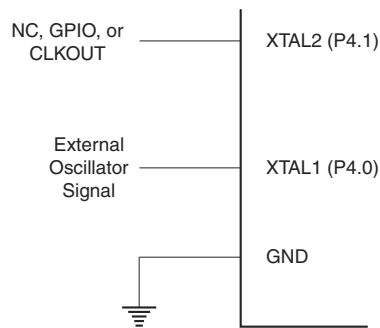 NC, GPIO, or
CLKOUT
XTAL2 (P4.1)
External
Oscillator
Signal
XTAL1 (P4.0)
GND